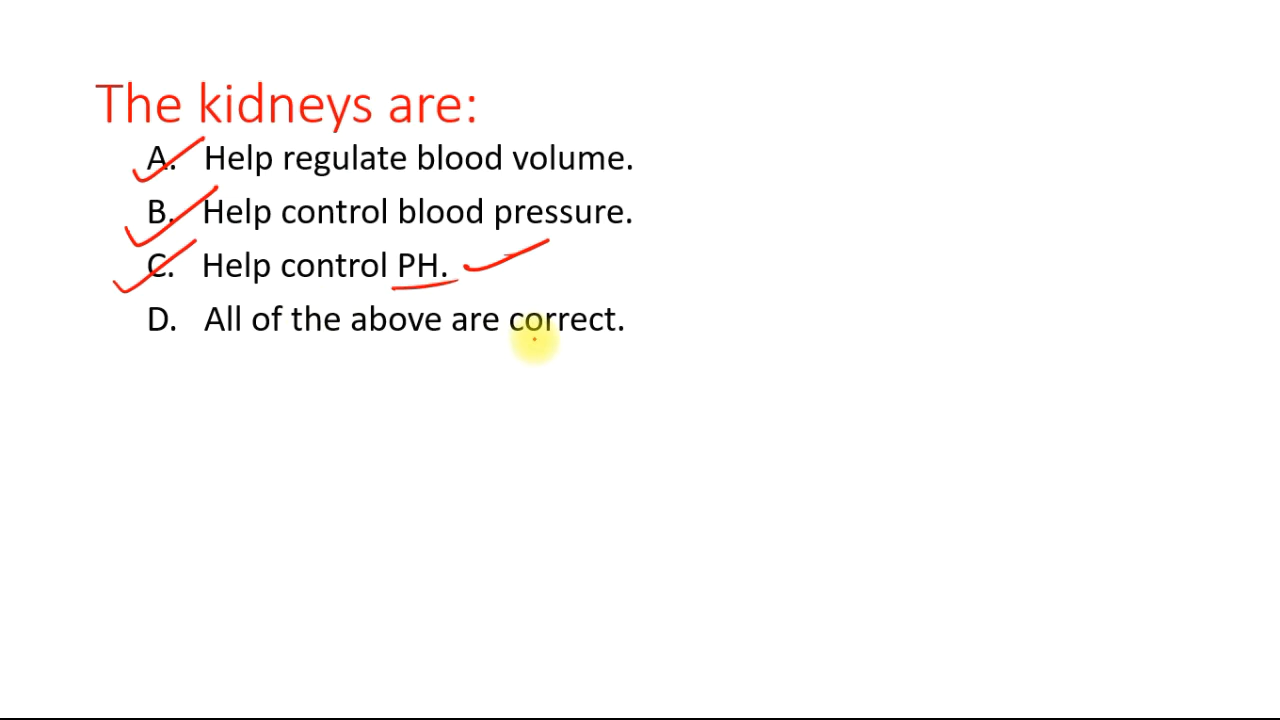 The kidneys are:
A. Help regulate blood volume.
B. Help control blood pressure.
C. Help control PH.
D. All of the above are correct.